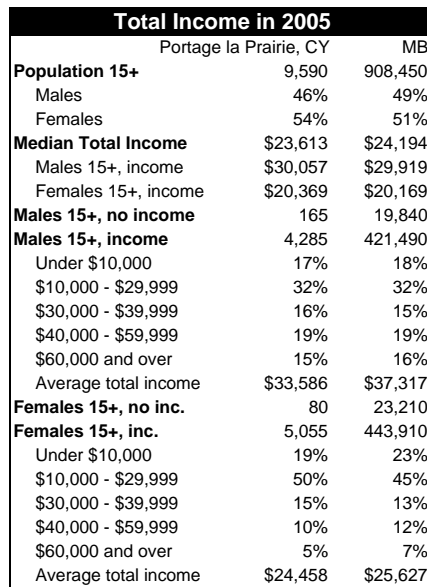 Total Income in 2005
Portage la Prairie, CY MB
Population 15+ 9,590 908,450
Males 46% 49%
Females 54% 51%
Median Total Income $23,613 $24,194
Males 15+, income $30,057 $29,919
Females 15+, income $20,369 $20,169
Males 15+, no income 165 19,840
Males 15+, income 4,285 421,490
Under $10,000 17% 18%
$10,000 - $29,999 32% 32%
$30,000 - $39,999 16% 15%
$40,000 - $59,999 19% 19%
$60,000 and over 15% 16%
Average total income $33,586 $37,317
Females 15+, no inc. 80 23,210
Females 15+, inc. 5,055 443,910
Under $10,000 19% 23%
$10,000 - $29,999 50% 45%
$30,000 - $39,999 15% 13%
$40,000 - $59,999 10% 12%
$60,000 and over 5% 7%
Average total income $24,458 $25,627